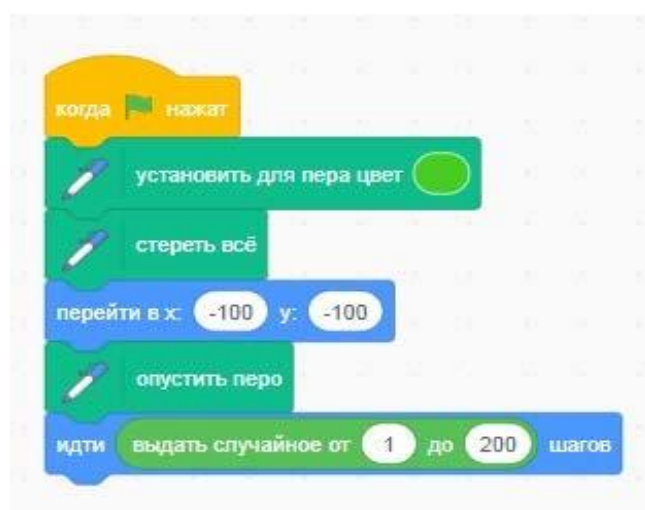 когда нажат
установить для пера цвет
стереть всё
перейти в x: -100 y: -100
опустить перо
идти выдать случайное от 1 до 200 шагов